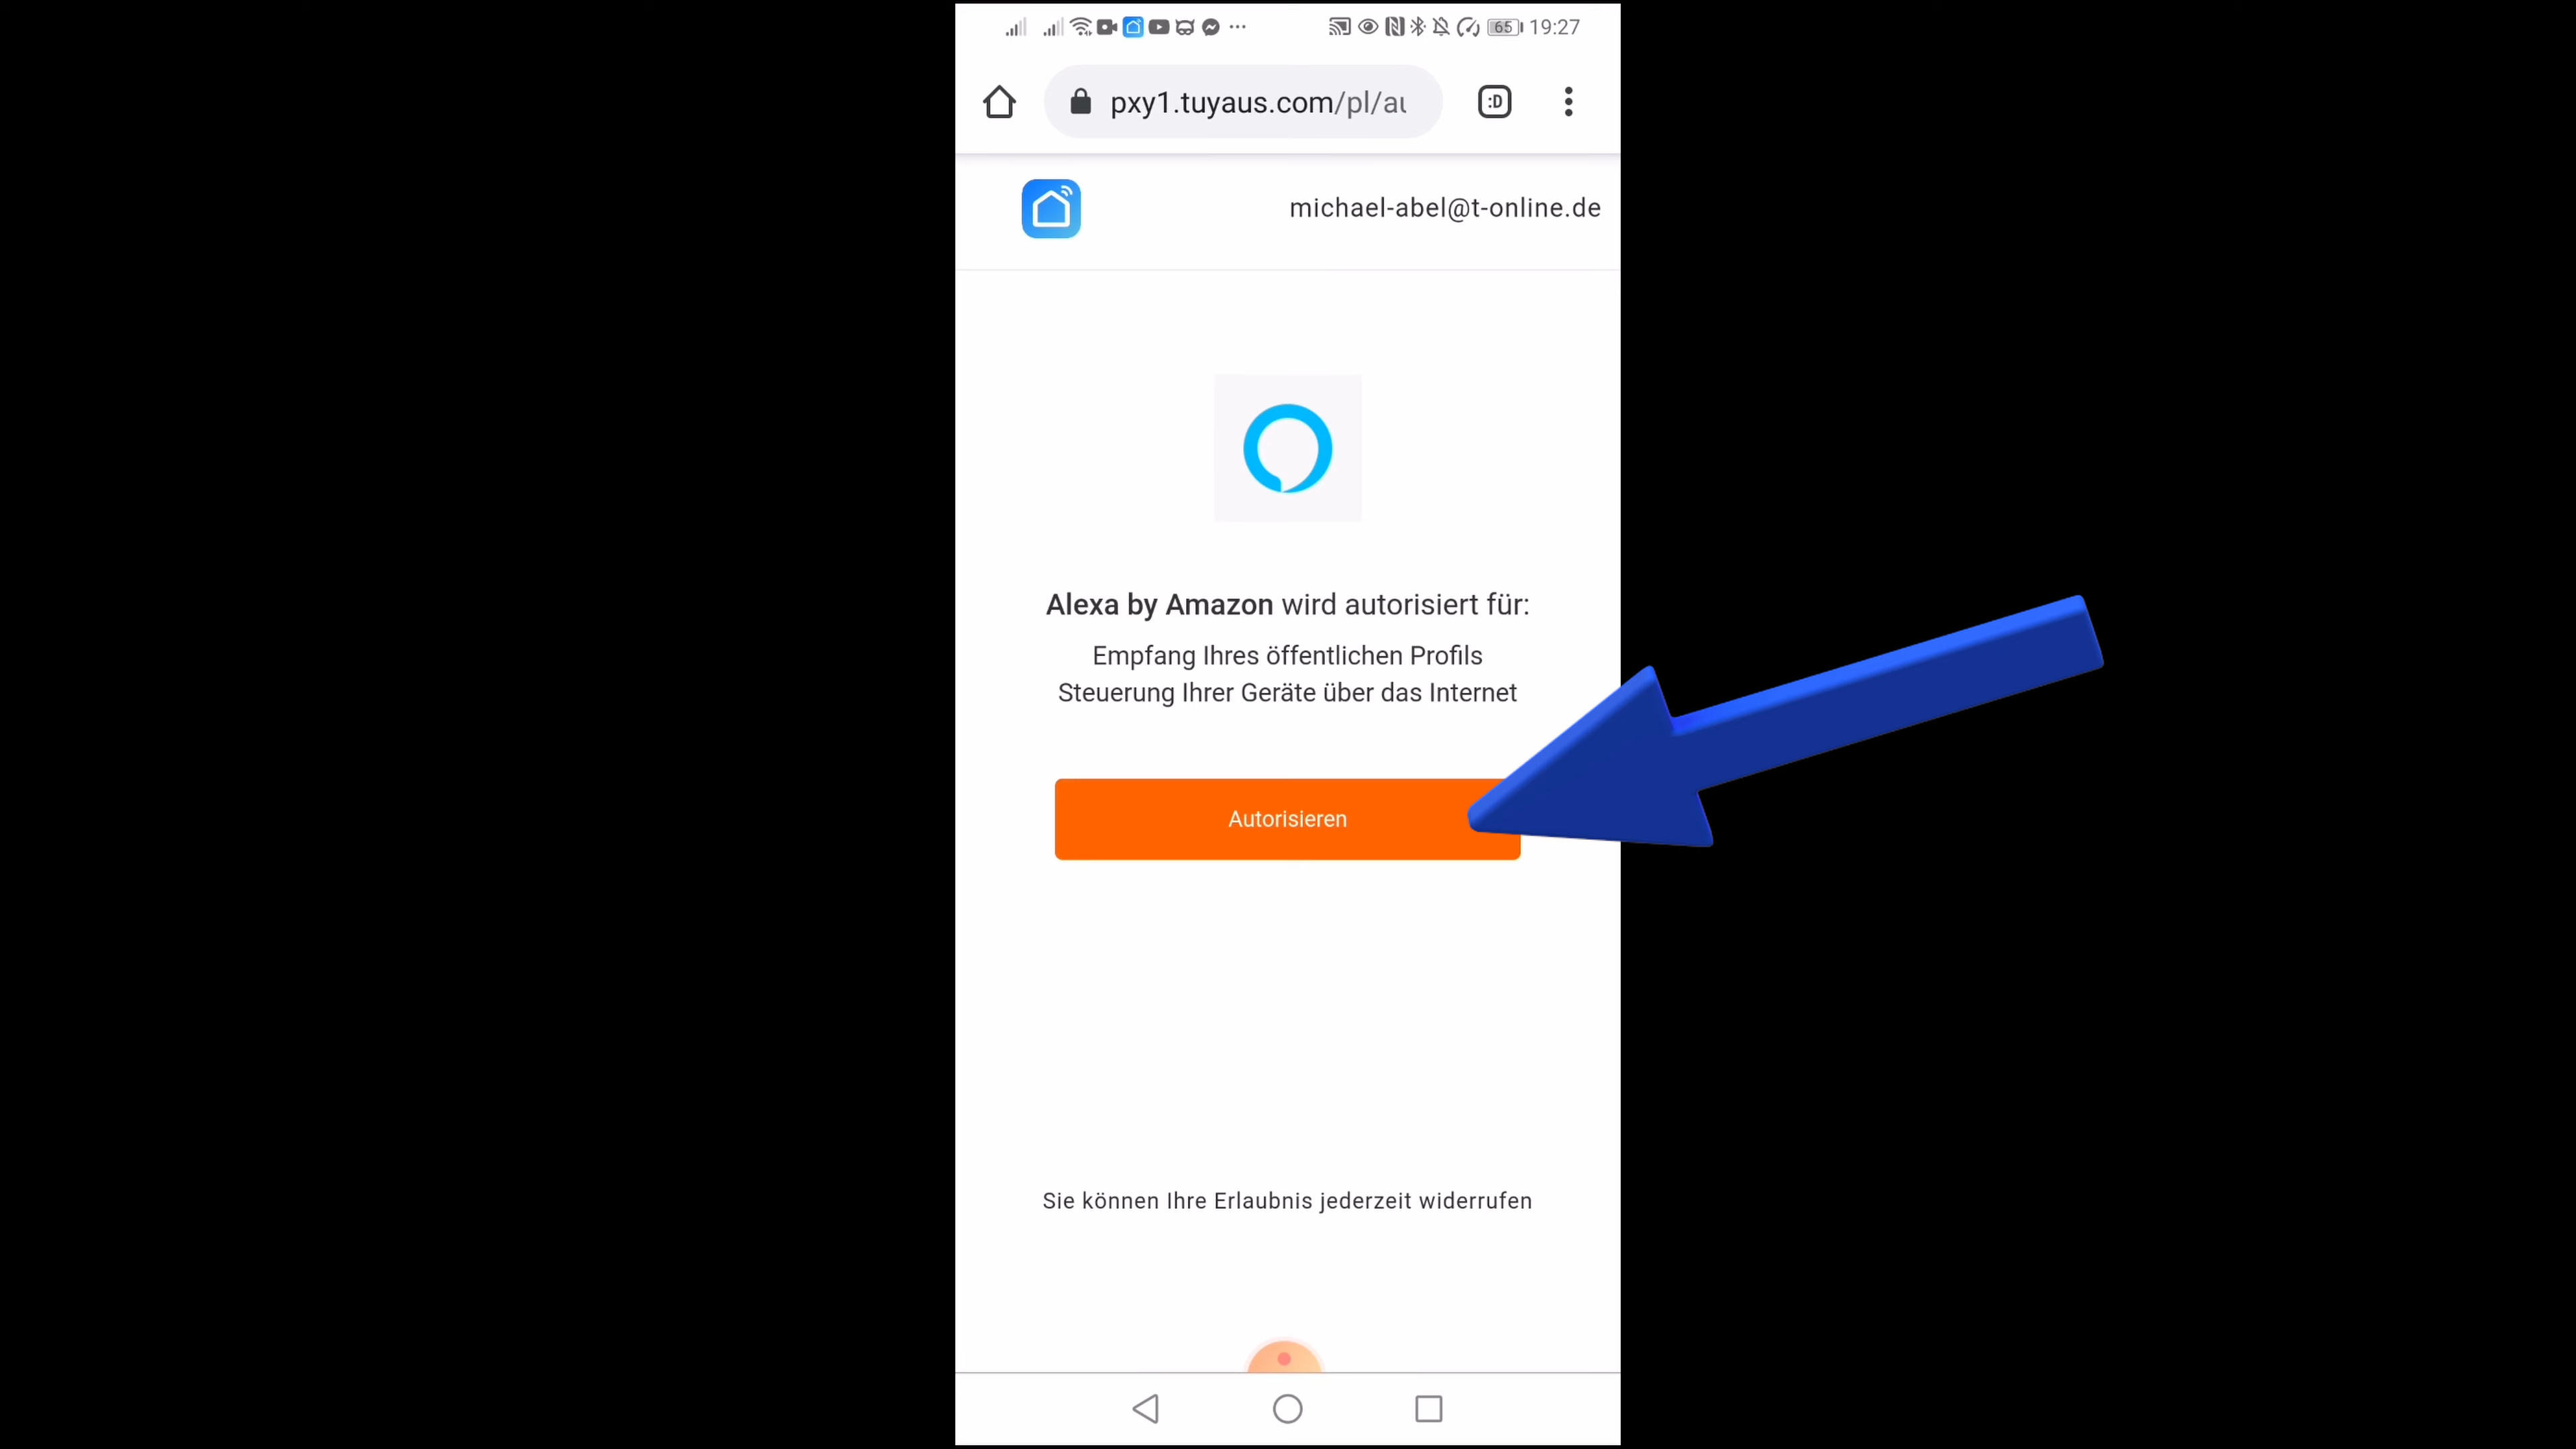 65 19:27
pxy1.tuyaus.com/pl/au
:D
michael-abel@t-online.de
Alexa by Amazon wird autorisiert für:
Empfang Ihres öffentlichen Profils
Steuerung Ihrer Geräte über das Internet
Autorisieren
Sie können Ihre Erlaubnis jederzeit widerrufen